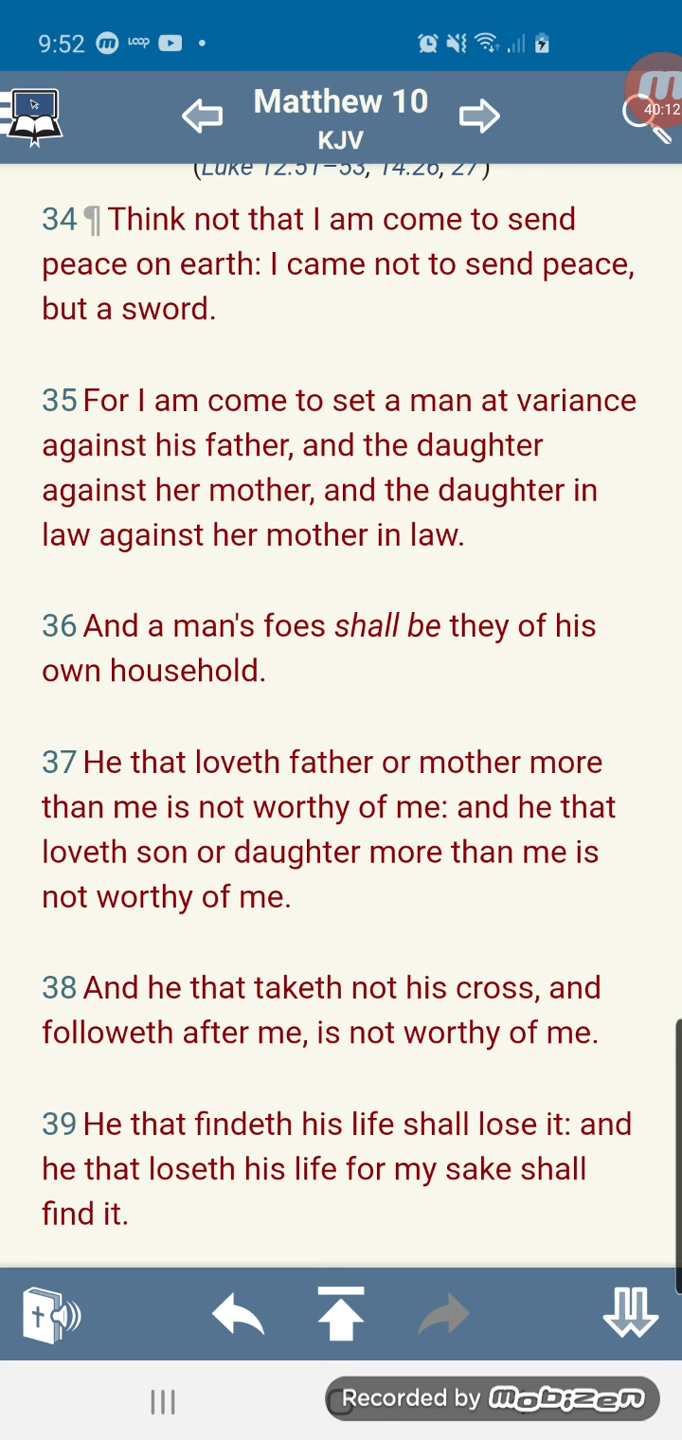 9:52 m LOOP
Matthew 10
KJV
40:12
(Luke 12.51–53, 14.26, 27)
34 ¶ Think not that I am come to send
peace on earth: I came not to send peace,
but a sword.
35 For I am come to set a man at variance
against his father, and the daughter
against her mother, and the daughter in
law against her mother in law.
36 And a man's foes shall be they of his
own household.
37 He that loveth father or mother more
than me is not worthy of me: and he that
loveth son or daughter more than me is
not worthy of me.
38 And he that taketh not his cross, and
followeth after me, is not worthy of me.
39 He that findeth his life shall lose it: and
he that loseth his life for my sake shall
find it.
Recorded by mobizen